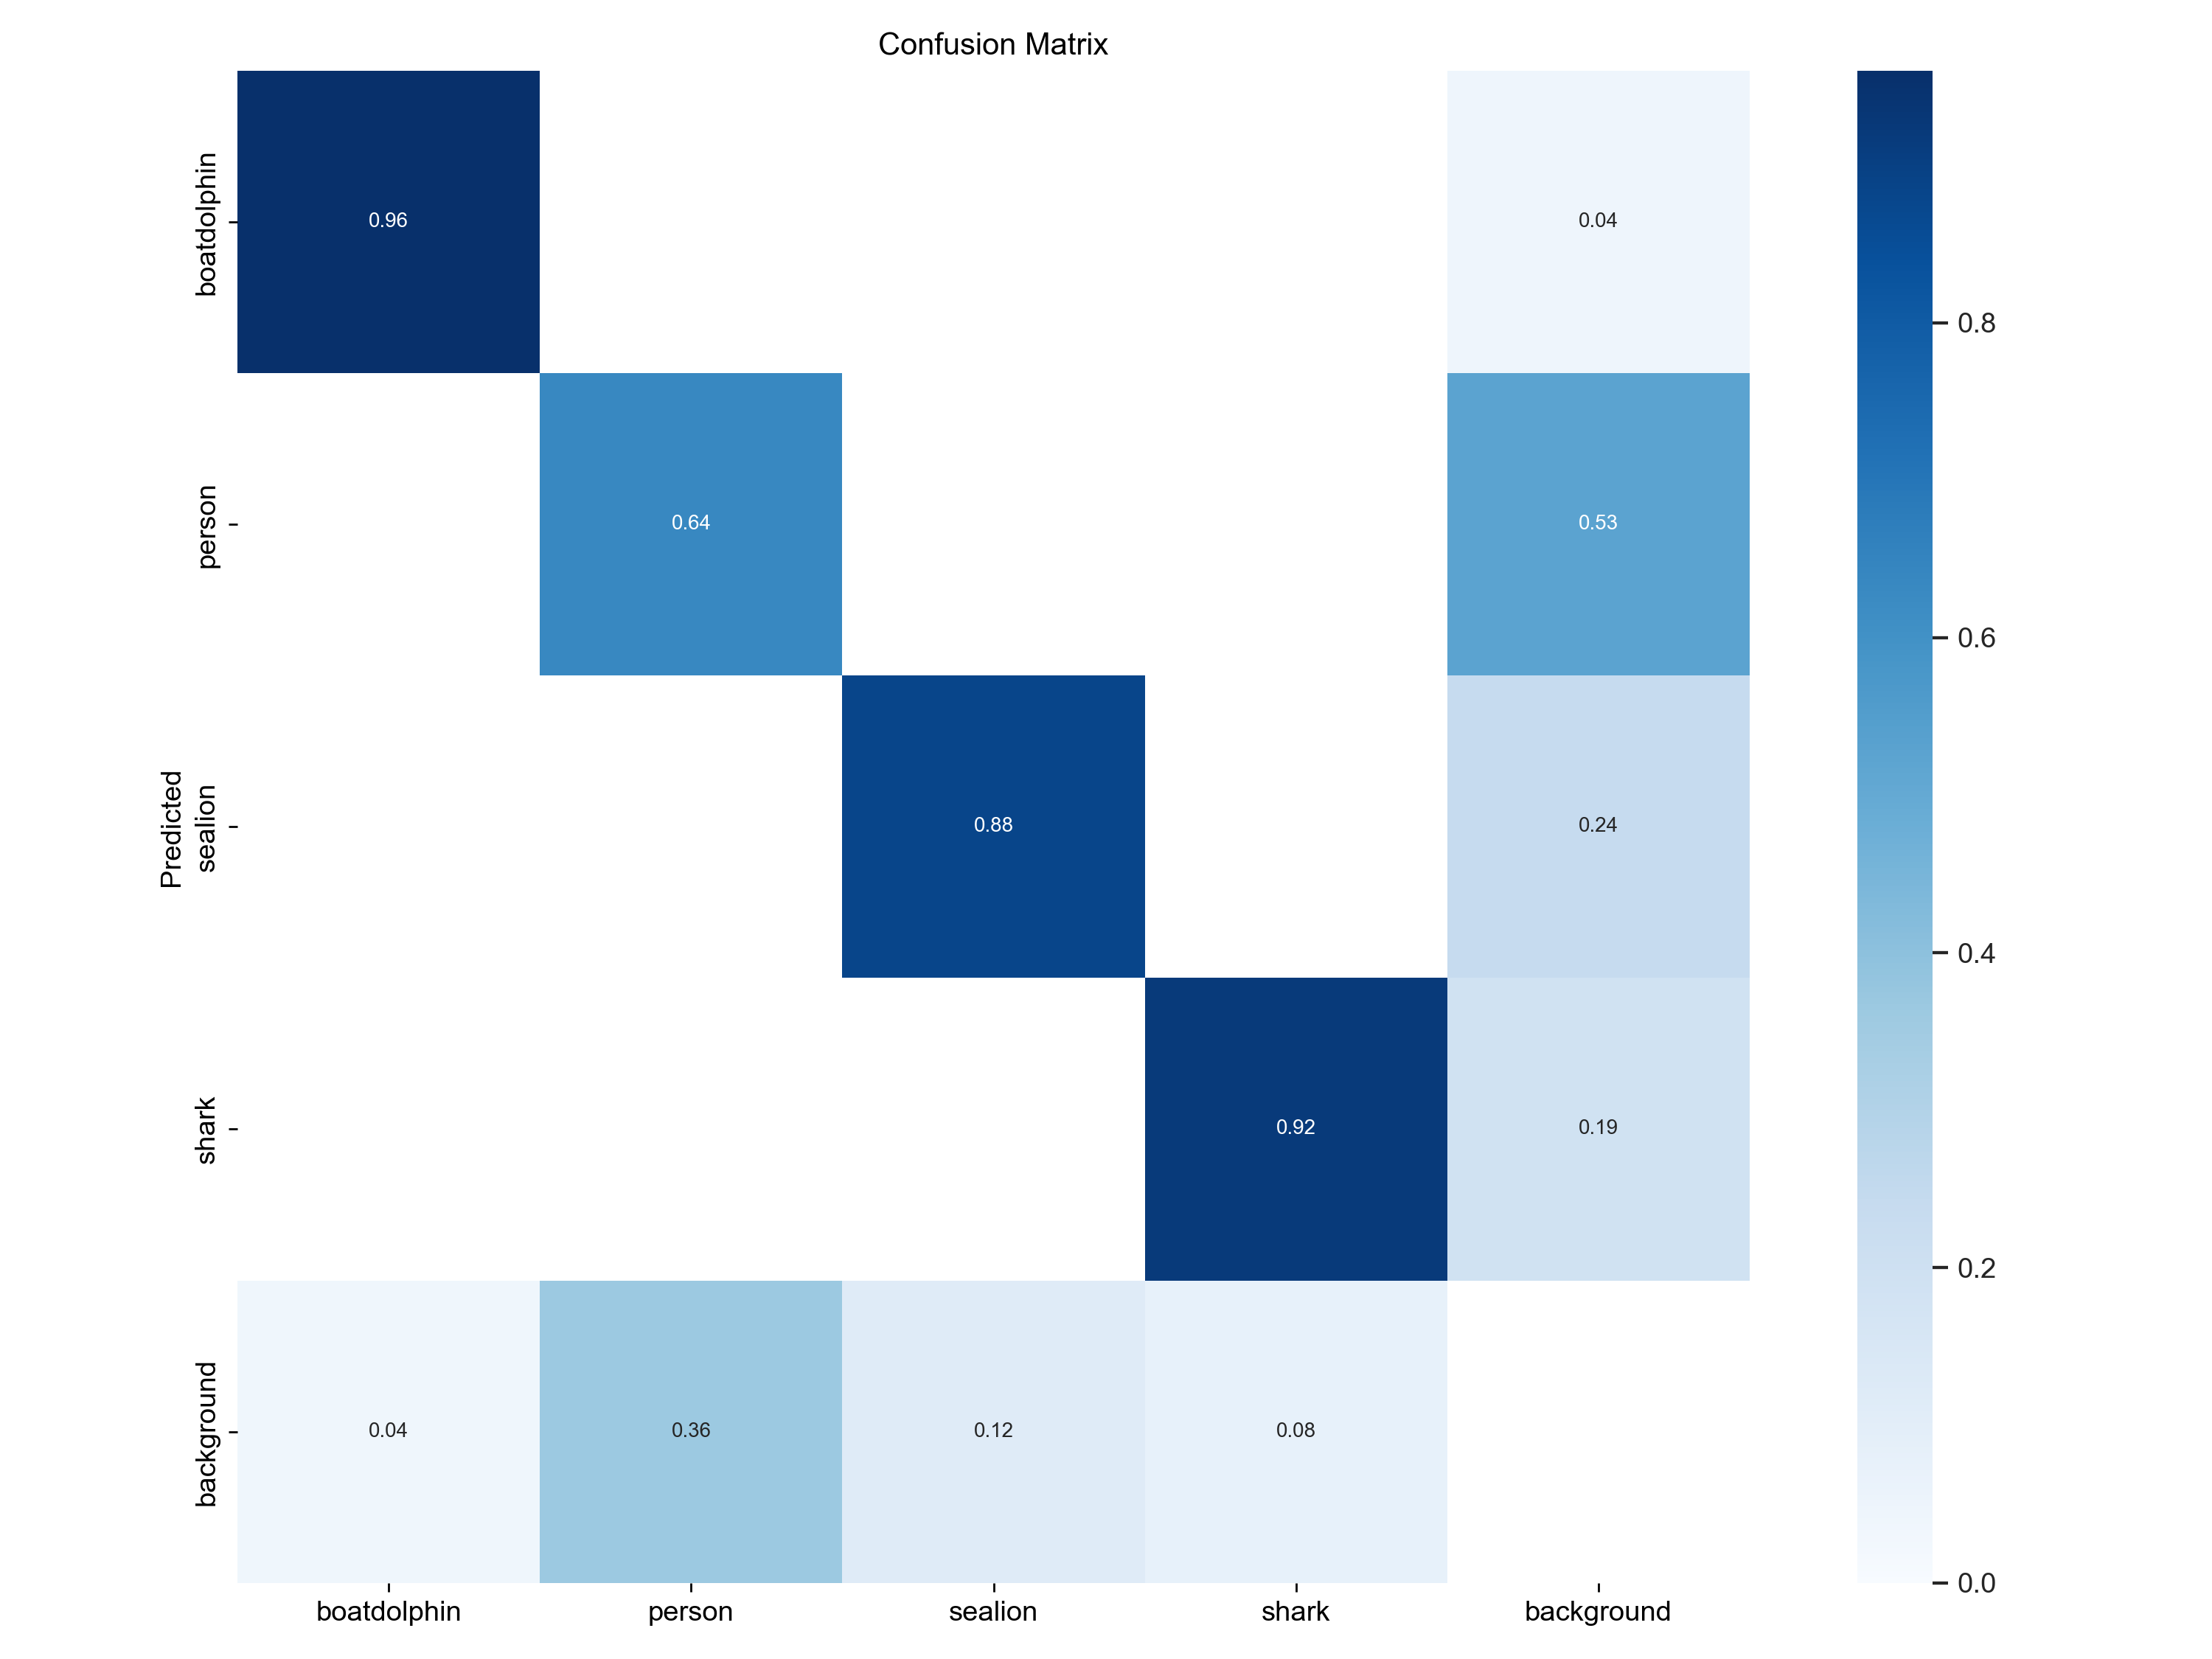 Confusion Matrix
boatdolphin
0.96
0.04
0.8
person
0.64
0.53
0.6
Predicted
sealion
0.88
0.24
0.4
shark
0.92
0.19
0.2
background
0.04
0.36
0.12
0.08
0.0
boatdolphin
person
sealion
shark
background